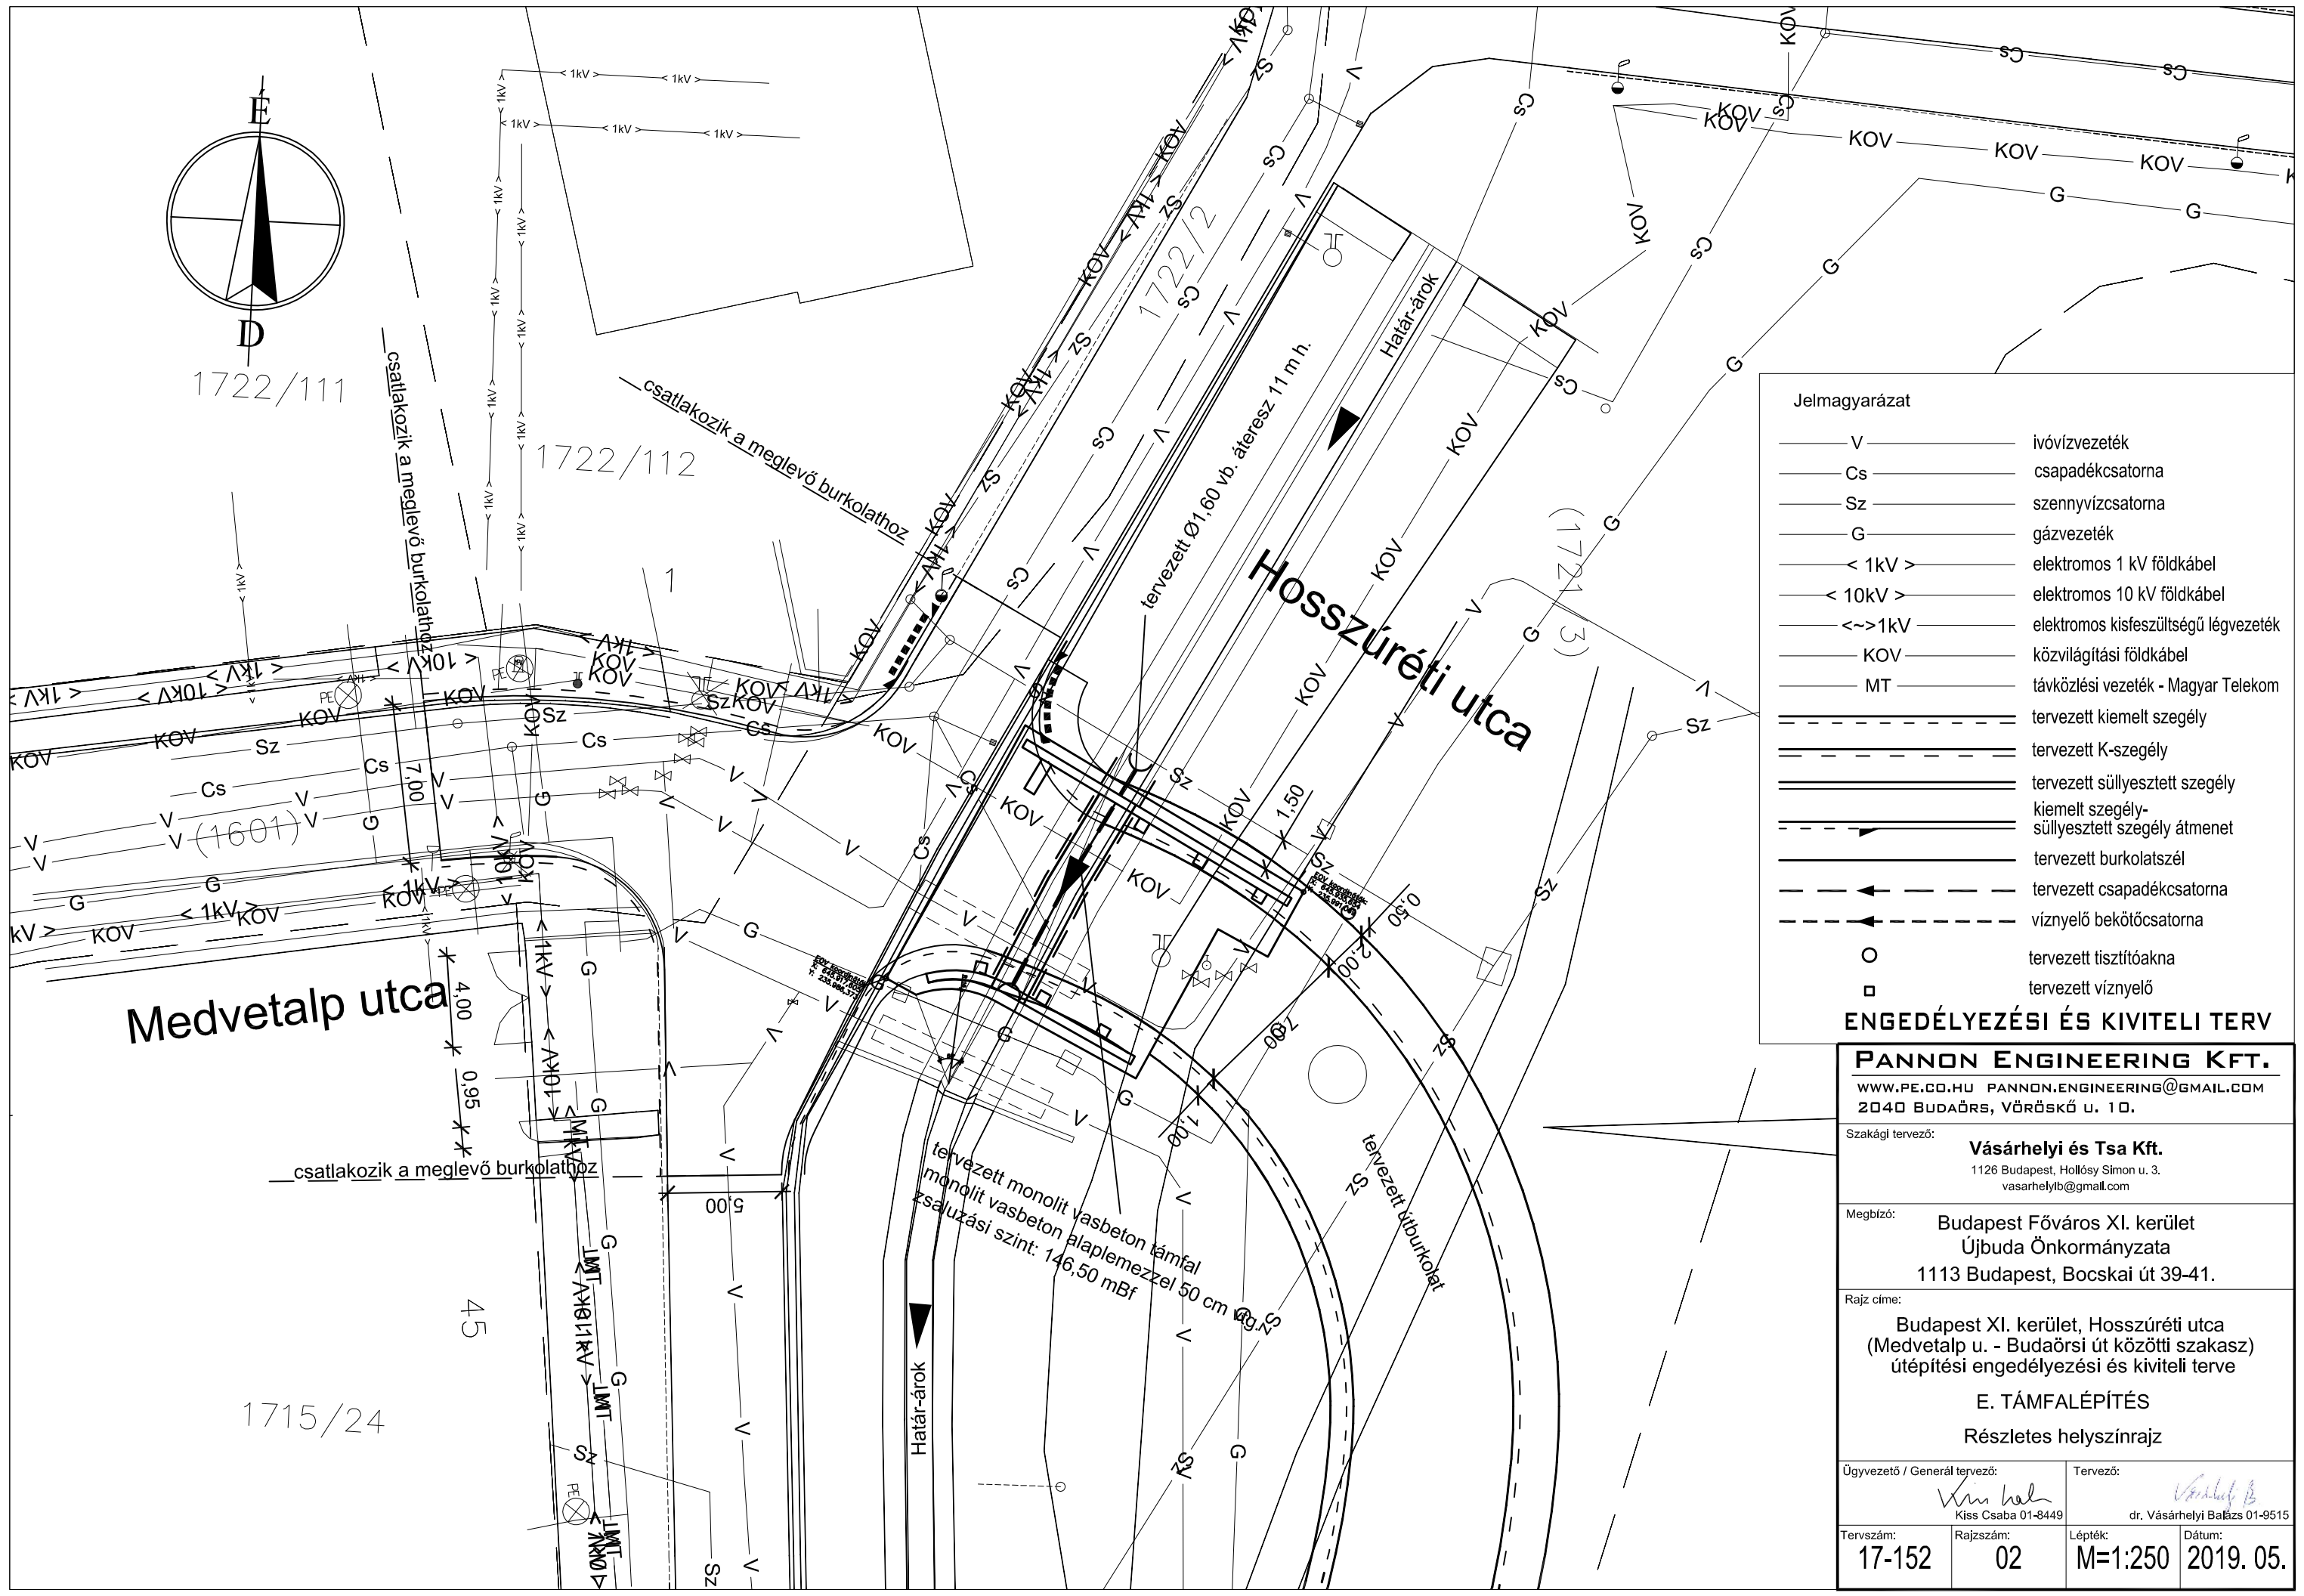 É
D
1722/111
1722/112
1
1722/2
(1601)
45
1715/24
csatlakozik a meglevő burkolathoz
csatlakozik a meglevő burkolathoz
csatlakozik a meglevő burkolathoz
Medvetalp utca
Hosszúréti utca
Határ-árok
Határ-árok
tervezett Ø1,60 vb. áteresz 11 m h.
tervezett monolit vasbeton támfal
monolit vasbeton alaplemezzel 50 cm vtg.
zsaluzási szint: 146,50 mBf
tervezett útburkolat
7,00
4,00
0,95
5,00
1,50
0,50
2,00
1,00
Jelmagyarázat
V ivóvízvezeték
Cs csapadékcsatorna
Sz szennyvízcsatorna
G gázvezeték
< 1kV > elektromos 1 kV földkábel
< 10kV > elektromos 10 kV földkábel
<~>1kV elektromos kisfeszültségű légvezeték
KOV közvilágítási földkábel
MT távközlési vezeték - Magyar Telekom
tervezett kiemelt szegély
tervezett K-szegély
tervezett süllyesztett szegély
kiemelt szegély-
süllyesztett szegély átmenet
tervezett burkolatszél
tervezett csapadékcsatorna
víznyelő bekötőcsatorna
tervezett tisztítóakna
tervezett víznyelő
ENGEDÉLYEZÉSI ÉS KIVITELI TERV
PANNON ENGINEERING KFT.
WWW.PE.CO.HU PANNON.ENGINEERING@GMAIL.COM
2040 BUDAÖRS, VÖRÖSKŐ U. 10.
Szakági tervező:
Vásárhelyi és Tsa Kft.
1126 Budapest, Hollósy Simon u. 3.
vasarhelyib@gmail.com
Megbízó:
Budapest Főváros XI. kerület
Újbuda Önkormányzata
1113 Budapest, Bocskai út 39-41.
Rajz címe:
Budapest XI. kerület, Hosszúréti utca
(Medvetalp u. - Budaörsi út közötti szakasz)
útépítési engedélyezési és kiviteli terve
E. TÁMFALÉPÍTÉS
Részletes helyszínrajz
Ügyvezető / Generál tervező:
Kiss Csaba 01-8449
Tervező:
dr. Vásárhelyi Balázs 01-9515
Tervszám:
17-152
Rajzszám:
02
Lépték:
M=1:250
Dátum:
2019. 05.